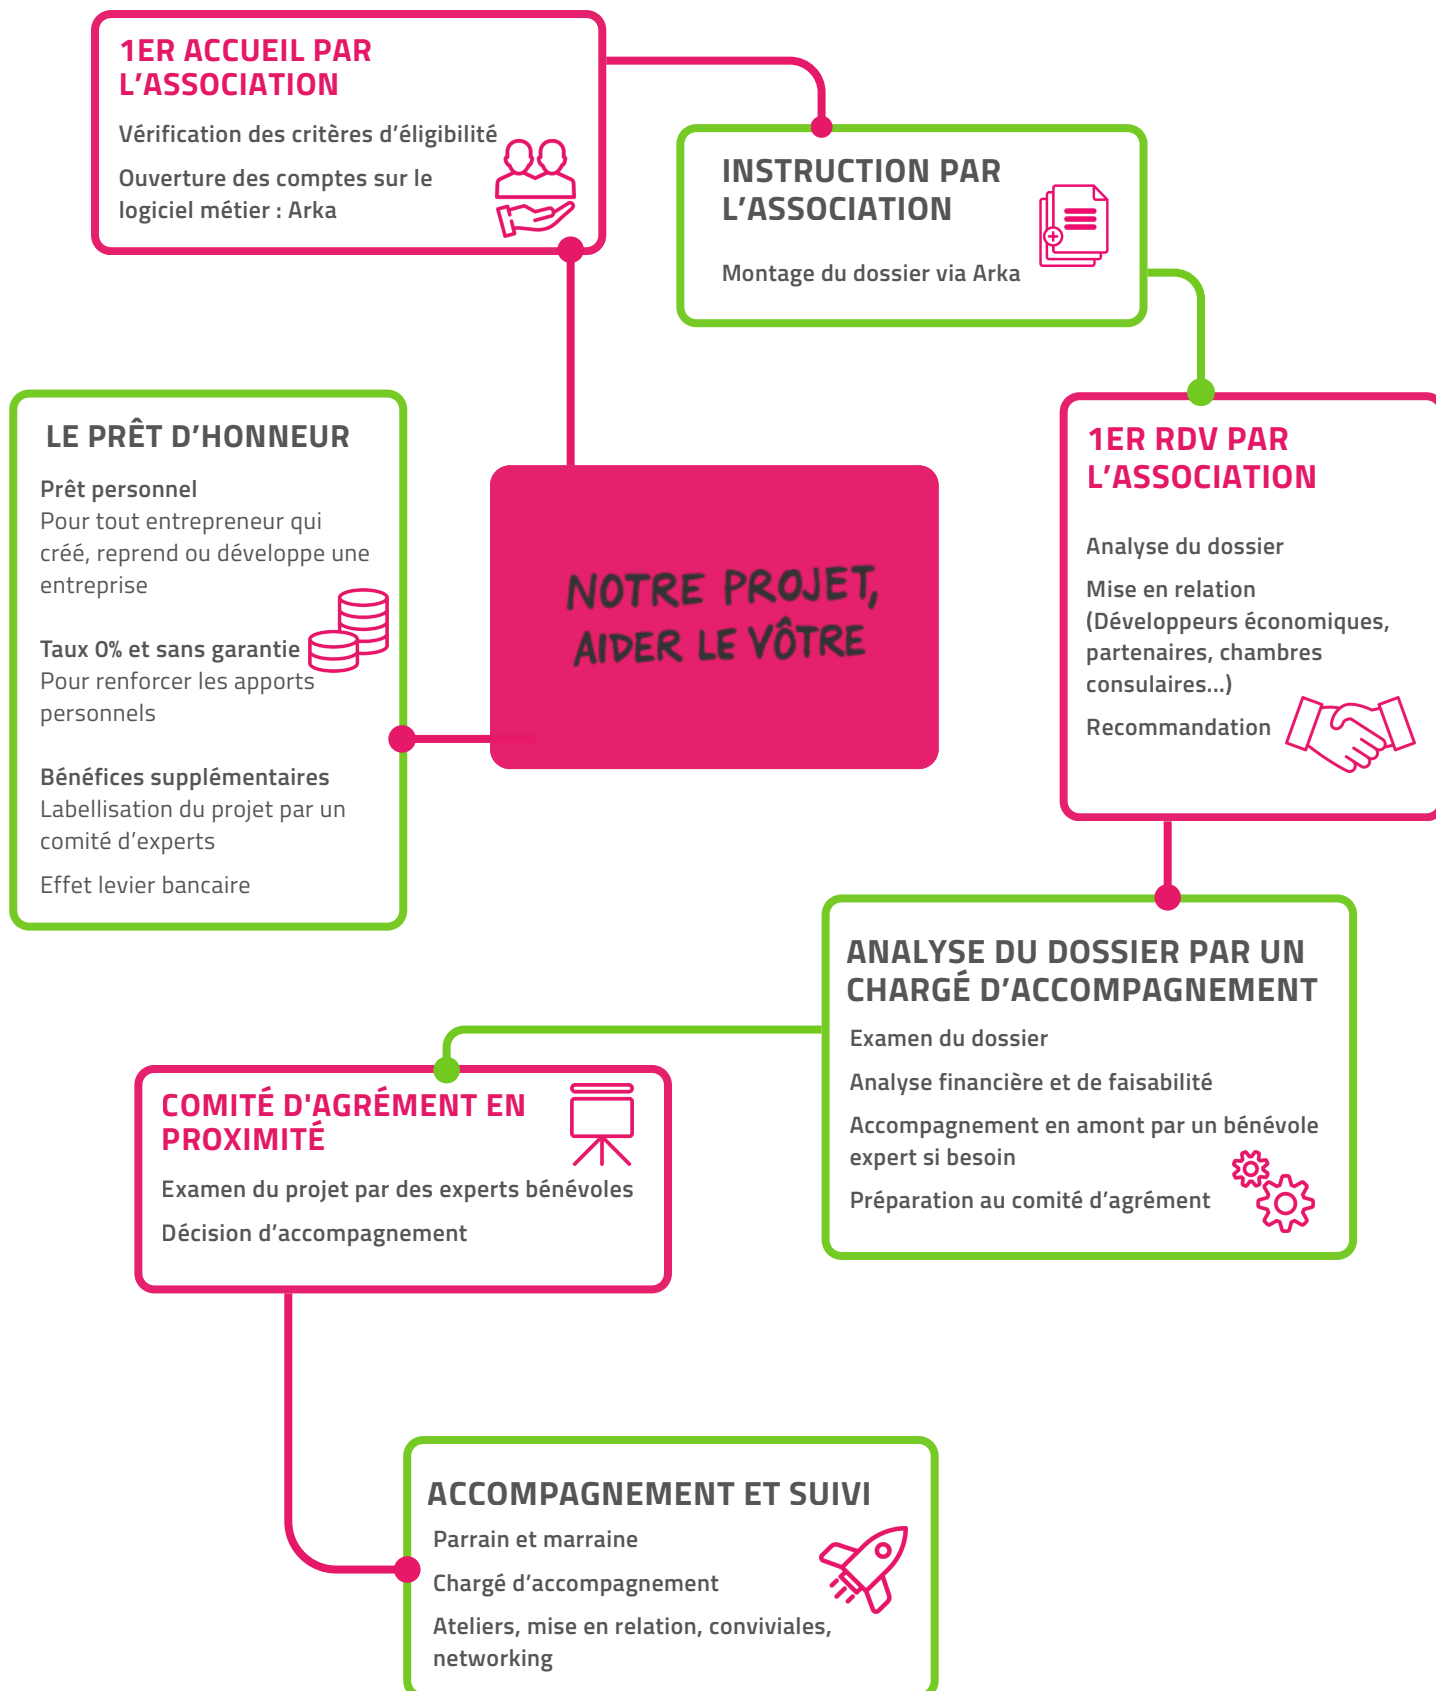 1ER ACCUEIL PAR
L'ASSOCIATION
Vérification des critères d'éligibilité
Ouverture des comptes sur le
logiciel métier : Arka
INSTRUCTION PAR
L'ASSOCIATION
Montage du dossier via Arka
LE PRÊT D'HONNEUR
Prêt personnel
Pour tout entrepreneur qui
créé, reprend ou développe une
entreprise
Taux 0% et sans garantie
Pour renforcer les apports
personnels
Bénéfices supplémentaires
Labellisation du projet par un
comité d'experts
Effet levier bancaire
NOTRE PROJET,
AIDER LE VÔTRE
1ER RDV PAR
L'ASSOCIATION
Analyse du dossier
Mise en relation
(Développeurs économiques,
partenaires, chambres
consulaires...)
Recommandation
ANALYSE DU DOSSIER PAR UN
CHARGÉ D'ACCOMPAGNEMENT
Examen du dossier
Analyse financière et de faisabilité
Accompagnement en amont par un bénévole
expert si besoin
Préparation au comité d'agrément
COMITÉ D'AGRÉMENT EN
PROXIMITÉ
Examen du projet par des experts bénévoles
Décision d'accompagnement
ACCOMPAGNEMENT ET SUIVI
Parrain et marraine
Chargé d'accompagnement
Ateliers, mise en relation, conviviales,
networking